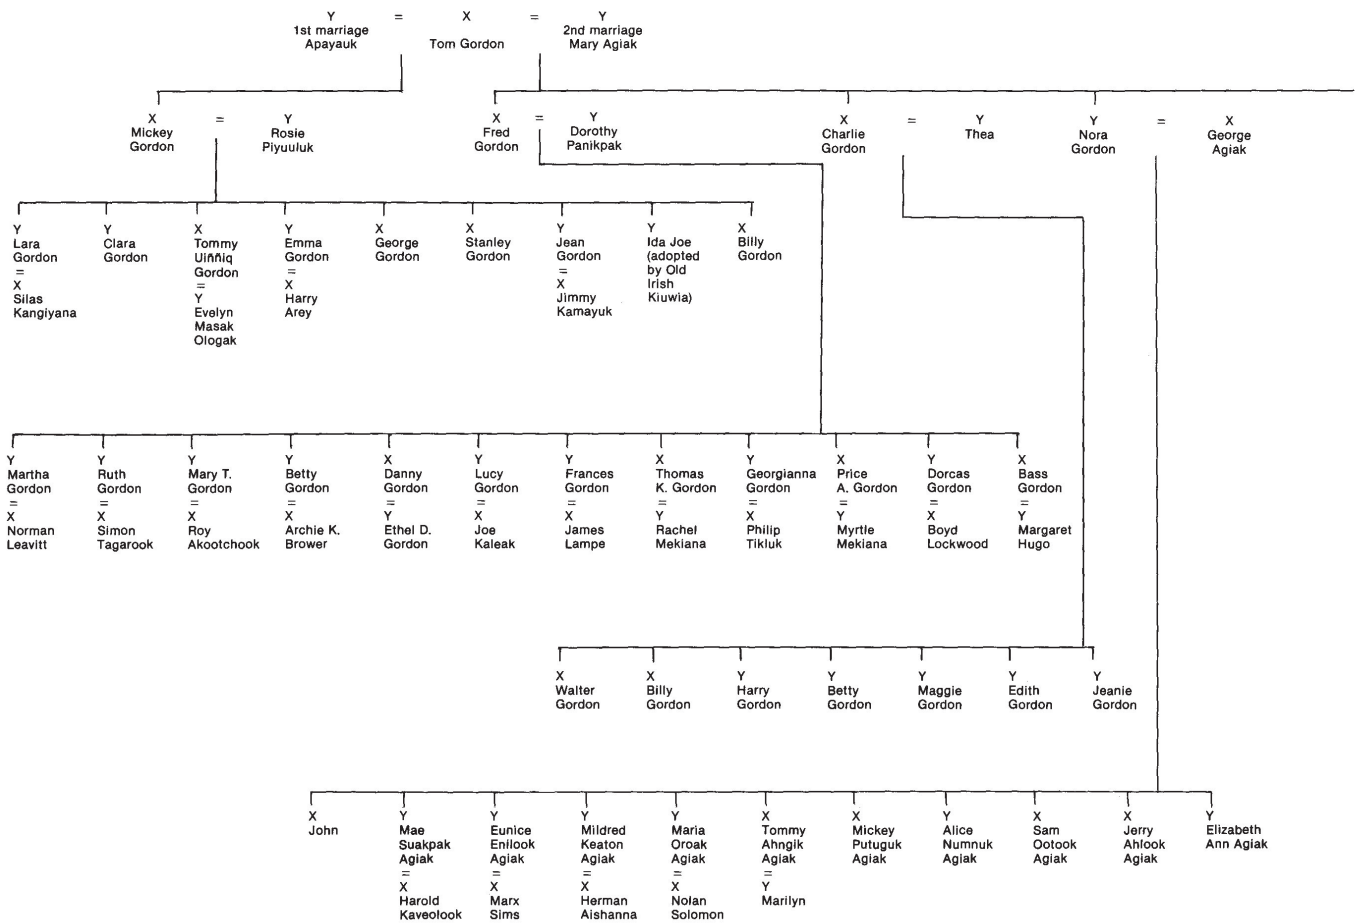 Y = X = Y
1st marriage 2nd marriage
Apayauk Tom Gordon Mary Agiak
X = Y X = Y X = Y Y = X
Mickey Rosie Fred Dorothy Charlie Thea Nora George
Gordon Piyuuluk Gordon Panikpak Gordon Gordon Agiak
Y Y X Y X X Y Y X
Lara Clara Tommy Emma George Stanley Jean Ida Joe Billy
Gordon Gordon Uiññiq Gordon Gordon Gordon Gordon (adopted Gordon
= Gordon = = by Old
X = X X Irish
Silas Y Harry Jimmy Kiuwia)
Kangiyana Evelyn Arey Kamayuk
Masak
Ologak
Y Y Y Y X Y Y X Y X Y X
Martha Ruth Mary T. Betty Danny Lucy Frances Thomas Georgianna Price Dorcas Bass
Gordon Gordon Gordon Gordon Gordon Gordon Gordon K. Gordon Gordon A. Gordon Gordon Gordon
= = = = = = = = = = = =
X X X X Y X X Y X Y X Y
Norman Simon Roy Archie K. Ethel D. Joe James Rachel Philip Myrtle Boyd Margaret
Leavitt Tagarook Akootchook Brower Gordon Kaleak Lampe Mekiana Tikluk Mekiana Lockwood Hugo
X X Y Y Y Y Y
Walter Billy Harry Betty Maggie Edith Jeanie
Gordon Gordon Gordon Gordon Gordon Gordon Gordon
X Y Y Y Y X X Y X X Y
John Mae Eunice Mildred Maria Tommy Mickey Alice Sam Jerry Elizabeth
Suakpak Enilook Keaton Oroak Ahngik Putuguk Numnuk Ootook Ahlook Ann Agiak
Agiak Agiak Agiak Agiak Agiak Agiak Agiak Agiak Agiak
= = = = =
X X X X Y
Harold Marx Herman Nolan Marilyn
Kaveolook Sims Aishanna Solomon